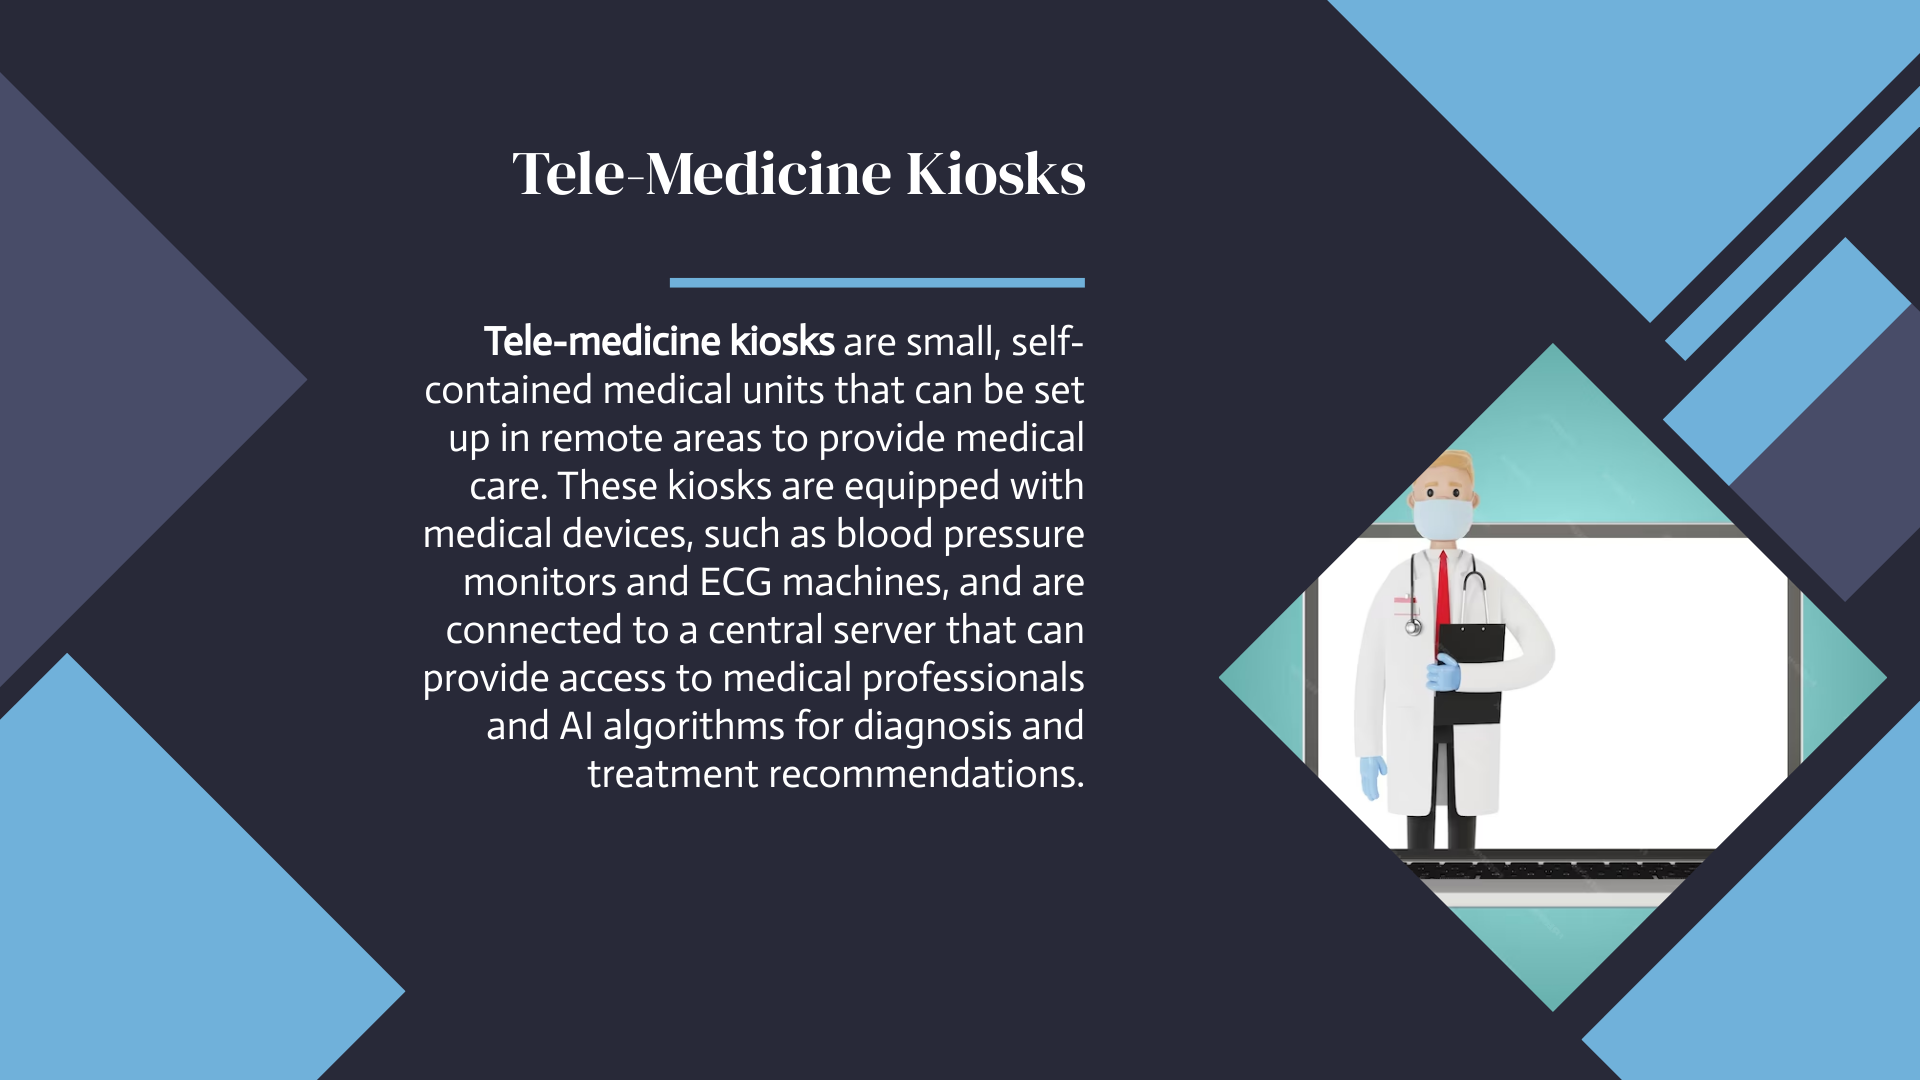 Tele-Medicine Kiosks
Tele-medicine kiosks are small, self-
contained medical units that can be set
up in remote areas to provide medical
care. These kiosks are equipped with
medical devices, such as blood pressure
monitors and ECG machines, and are
connected to a central server that can
provide access to medical professionals
and AI algorithms for diagnosis and
treatment recommendations.